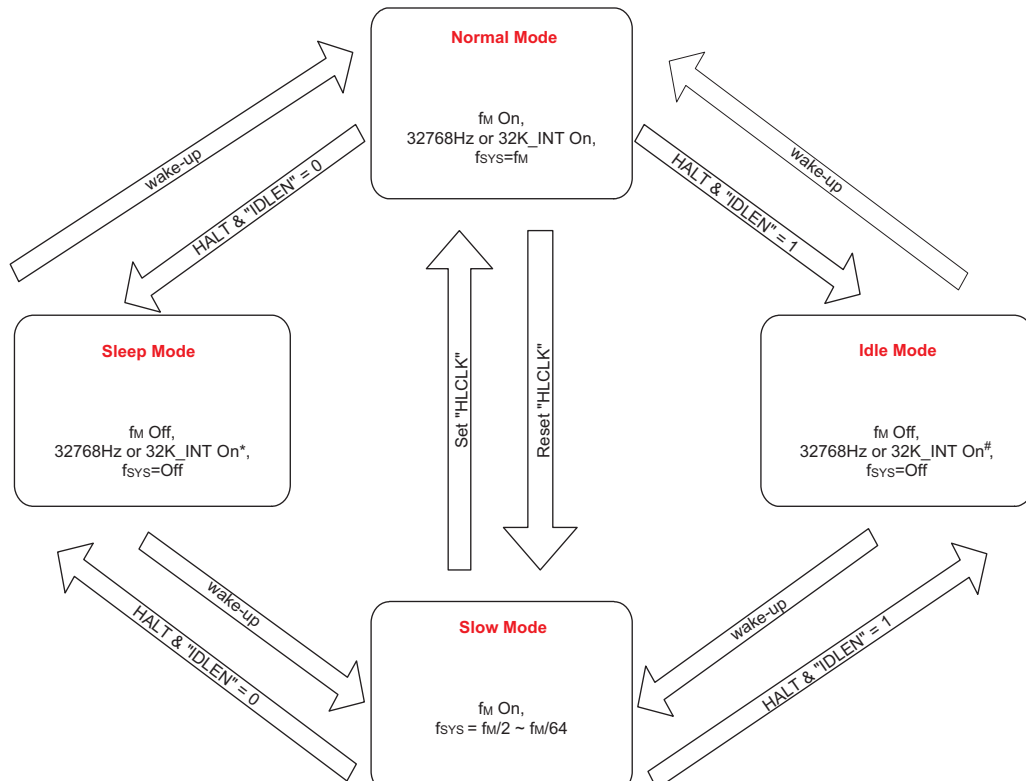 Normal Mode
fM On,
32768Hz or 32K_INT On,
fSYS=fM
wake-up
HALT & "IDLEN" = 0
HALT & "IDLEN" = 1
wake-up
Sleep Mode
fM Off,
32768Hz or 32K_INT On*,
fSYS=Off
Set "HLCLK"
Reset "HLCLK"
Idle Mode
fM Off,
32768Hz or 32K_INT On#,
fSYS=Off
wake-up
HALT & "IDLEN" = 0
wake-up
HALT & "IDLEN" = 1
Slow Mode
fM On,
fSYS = fM/2 ~ fM/64